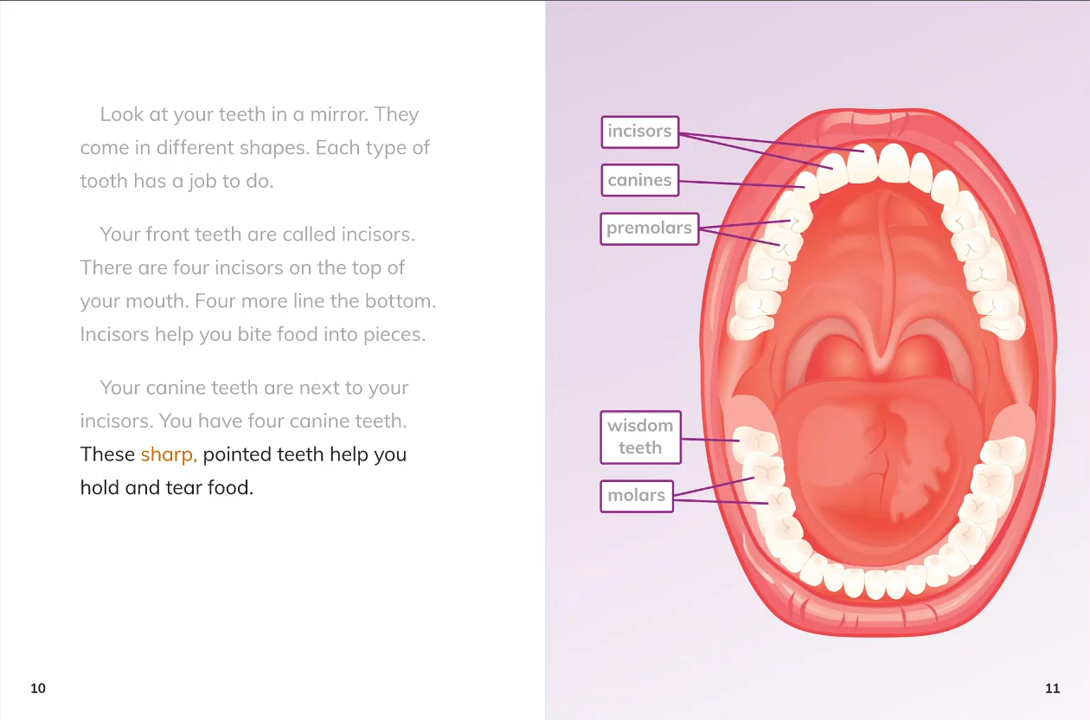 Look at your teeth in a mirror. They
come in different shapes. Each type of
tooth has a job to do.
Your front teeth are called incisors.
There are four incisors on the top of
your mouth. Four more line the bottom.
Incisors help you bite food into pieces.
Your canine teeth are next to your
incisors. You have four canine teeth.
These sharp, pointed teeth help you
hold and tear food.
10
incisors
canines
premolars
wisdom
teeth
molars
11